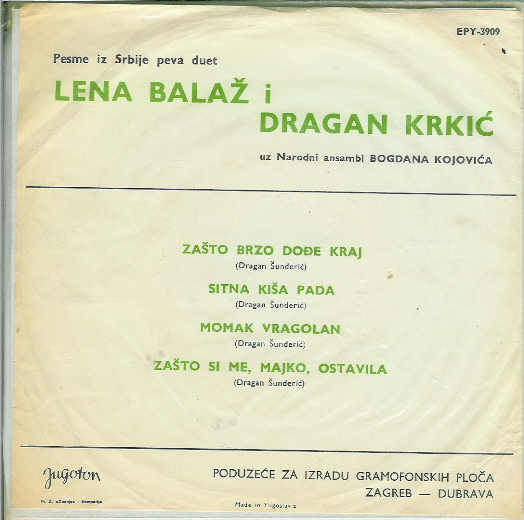 EPY-3909
Pesme iz Srbije peva duet
LENA BALAŽ i
DRAGAN KRKIĆ
uz Narodni ansambl BOGDANA KOJOVIĆA
ZAŠTO BRZO DOĐE KRAJ
(Dragan Šunderić)
SITNA KIŠA PADA
(Dragan Šunderić)
MOMAK VRAGOLAN
(Dragan Šunderić)
ZAŠTO SI ME, MAJKO, OSTAVILA
(Dragan Šunderić)
Jugoton
PODUZEĆE ZA IZRADU GRAMOFONSKIH PLOČA
ZAGREB — DUBRAVA
Made in Yugoslavia